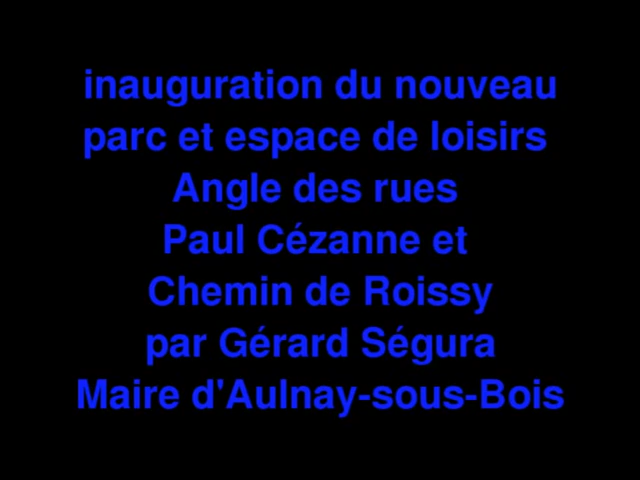 inauguration du nouveau
parc et espace de loisirs
Angle des rues
Paul Cézanne et
Chemin de Roissy
par Gérard Ségura
Maire d'Aulnay-sous-Bois